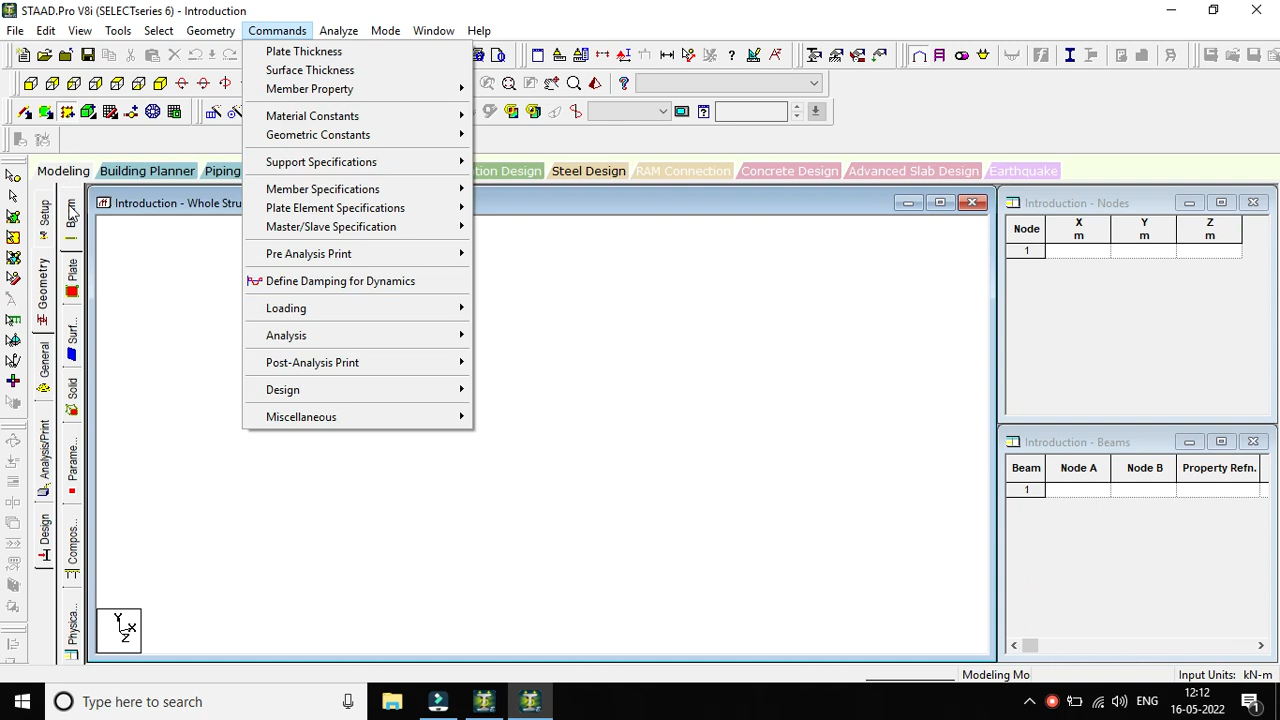 STAAD.Pro V8i (SELECTseries 6) - Introduction
File Edit View Tools Select Geometry Commands Analyze Mode Window Help
Plate Thickness
Surface Thickness
Member Property
Material Constants
Geometric Constants
Support Specifications
Member Specifications
Plate Element Specifications
Master/Slave Specification
Pre Analysis Print
Define Damping for Dynamics
Loading
Analysis
Post-Analysis Print
Design
Miscellaneous
Modeling Building Planner Piping Design Steel Design RAM Connection Concrete Design Advanced Slab Design Earthquake
Setup
Geometry
General
Analysis/Print
Design
Beam
Plate
Surf...
Solid
Parame...
Compos...
Physica...
Introduction - Whole Stru
Y
X
Z
Introduction - Nodes
Node X m Y m Z m
1
Introduction - Beams
Beam Node A Node B Property Refn.
1
Modeling Mo Input Units: kN-m
Type here to search
ENG
12:12
16-05-2022
1